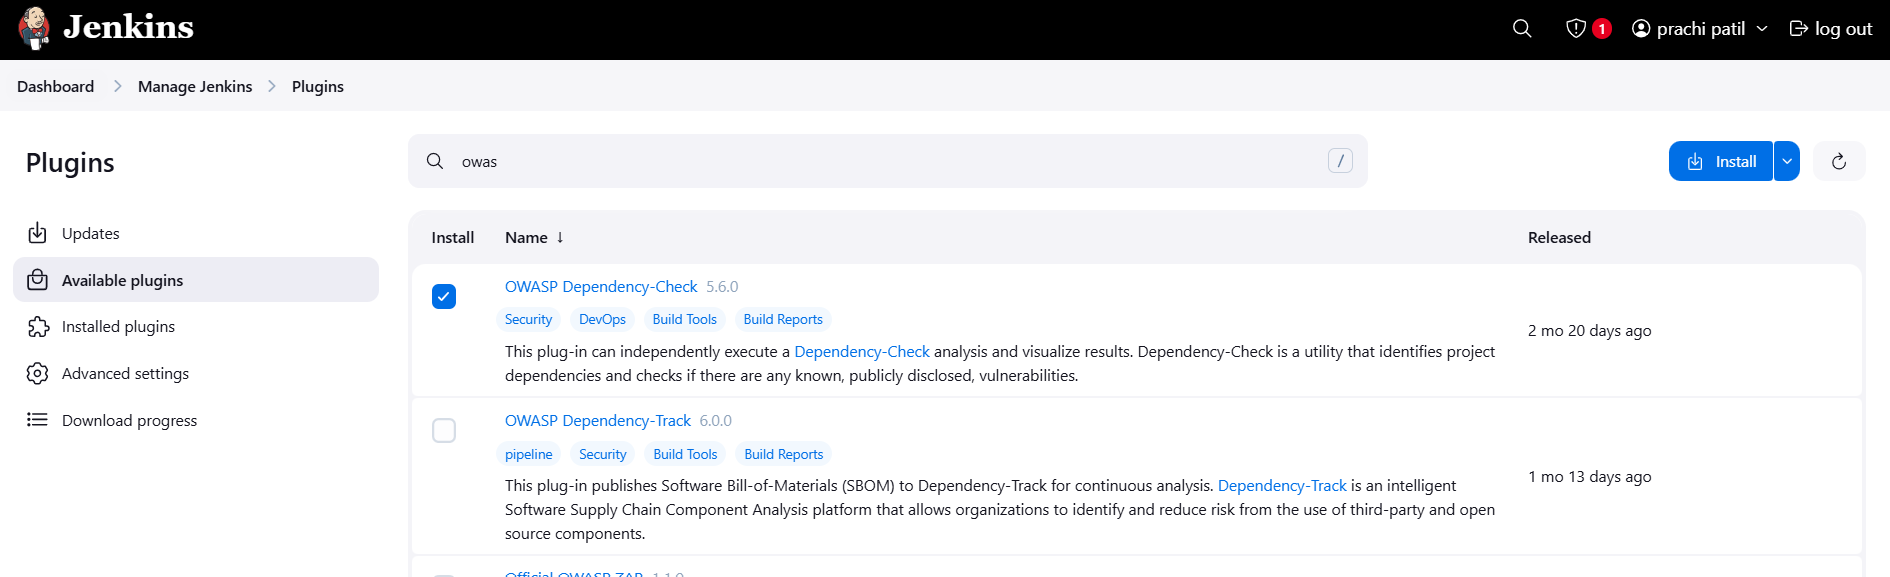 Jenkins
1
prachi patil
log out
Dashboard
Manage Jenkins
Plugins
Plugins
owas
/
Install
Updates
Available plugins
Installed plugins
Advanced settings
Download progress
Install
Name ↓
Released
OWASP Dependency-Check 5.6.0
Security DevOps Build Tools Build Reports
This plug-in can independently execute a Dependency-Check analysis and visualize results. Dependency-Check is a utility that identifies project
dependencies and checks if there are any known, publicly disclosed, vulnerabilities.
2 mo 20 days ago
OWASP Dependency-Track 6.0.0
pipeline Security Build Tools Build Reports
This plug-in publishes Software Bill-of-Materials (SBOM) to Dependency-Track for continuous analysis. Dependency-Track is an intelligent
Software Supply Chain Component Analysis platform that allows organizations to identify and reduce risk from the use of third-party and open
source components.
1 mo 13 days ago
Official OWASP ZAP 1.1.0